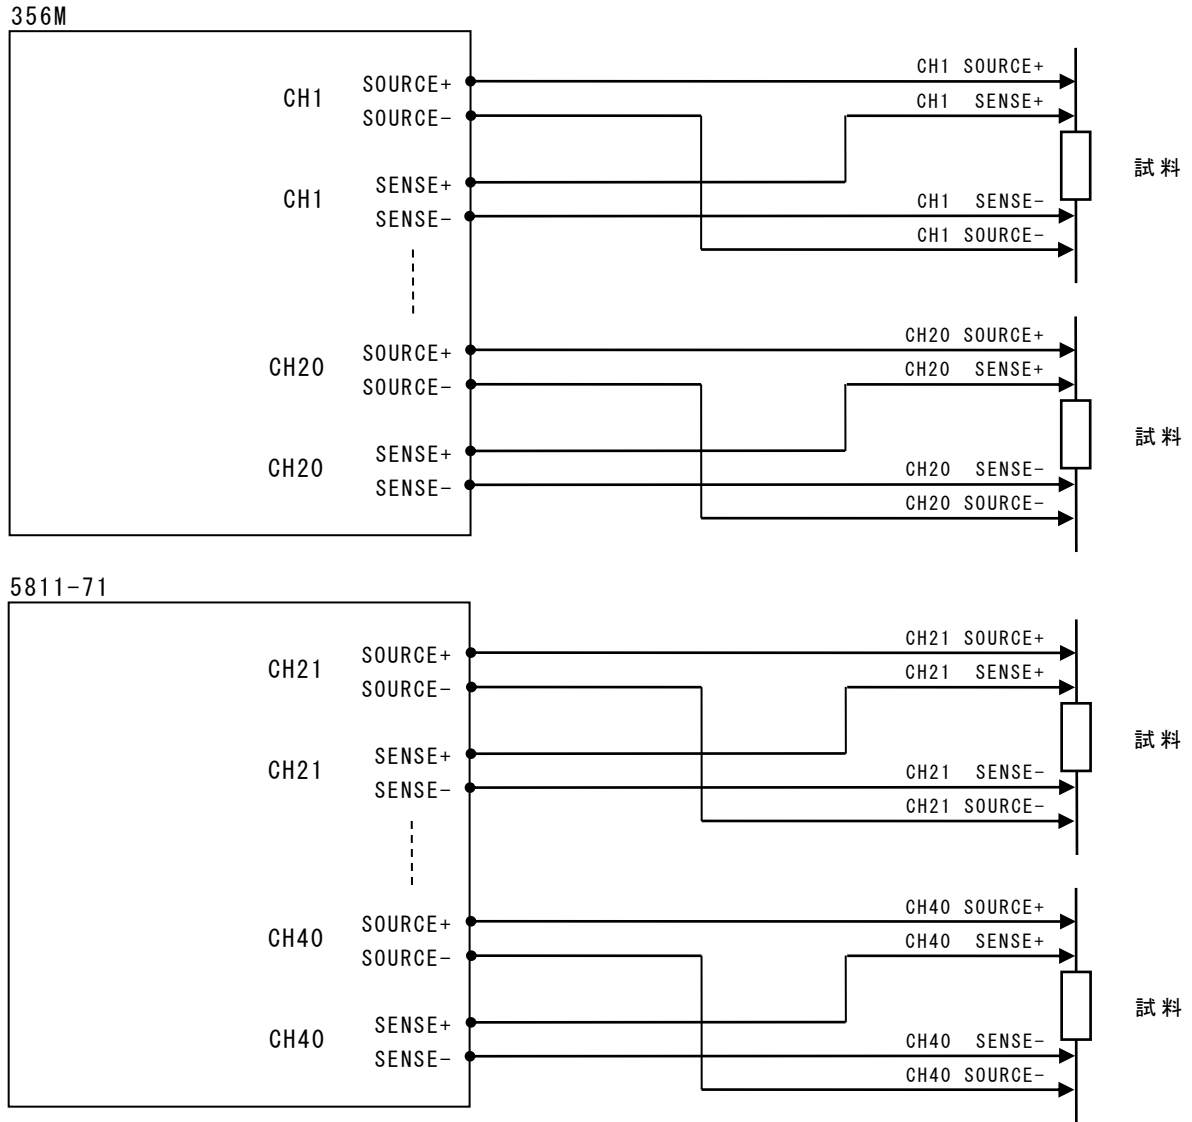 356M
CH1 SOURCE+
SOURCE-
CH1 SENSE+
SENSE-
CH20 SOURCE+
SOURCE-
CH20 SENSE+
SENSE-
CH1 SOURCE+
CH1 SENSE+
CH1 SENSE-
CH1 SOURCE-
試料
CH20 SOURCE+
CH20 SENSE+
CH20 SENSE-
CH20 SOURCE-
試料
5811-71
CH21 SOURCE+
SOURCE-
CH21 SENSE+
SENSE-
CH40 SOURCE+
SOURCE-
CH40 SENSE+
SENSE-
CH21 SOURCE+
CH21 SENSE+
CH21 SENSE-
CH21 SOURCE-
試料
CH40 SOURCE+
CH40 SENSE+
CH40 SENSE-
CH40 SOURCE-
試料